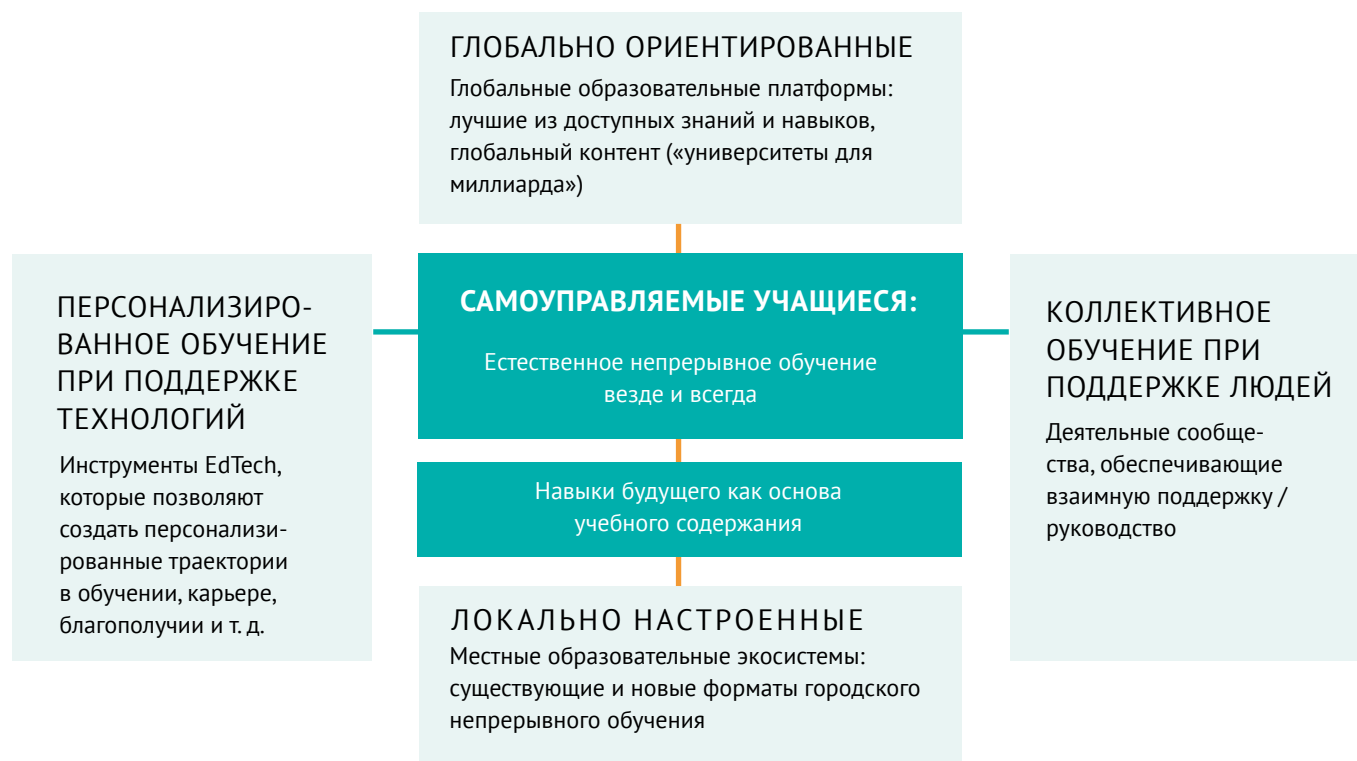 ГЛОБАЛЬНО ОРИЕНТИРОВАННЫЕ
Глобальные образовательные платформы:
лучшие из доступных знаний и навыков,
глобальный контент («университеты для
миллиарда»)
ПЕРСОНАЛИЗИРО-
ВАННОЕ ОБУЧЕНИЕ
ПРИ ПОДДЕРЖКЕ
ТЕХНОЛОГИЙ
Инструменты EdTech,
которые позволяют
создать персонализи-
рованные траектории
в обучении, карьере,
благополучии и т. д.
САМОУПРАВЛЯЕМЫЕ УЧАЩИЕСЯ:
Естественное непрерывное обучение
везде и всегда
Навыки будущего как основа
учебного содержания
КОЛЛЕКТИВНОЕ
ОБУЧЕНИЕ ПРИ
ПОДДЕРЖКЕ ЛЮДЕЙ
Деятельные сообще-
ства, обеспечивающие
взаимную поддержку /
руководство
ЛОКАЛЬНО НАСТРОЕННЫЕ
Местные образовательные экосистемы:
существующие и новые форматы городского
непрерывного обучения